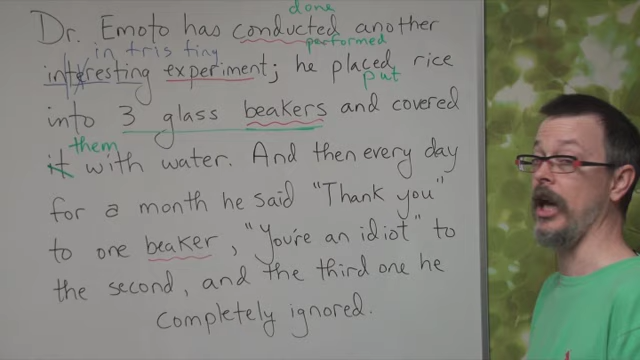 done
Dr. Emoto has conducted another
in tris ting performed
interesting experiment; he placed rice
put
into 3 glass beakers and covered
them
it with water. And then every day
for a month he said "Thank you"
to one beaker, "You're an idiot" to
the second, and the third one he
completely ignored.